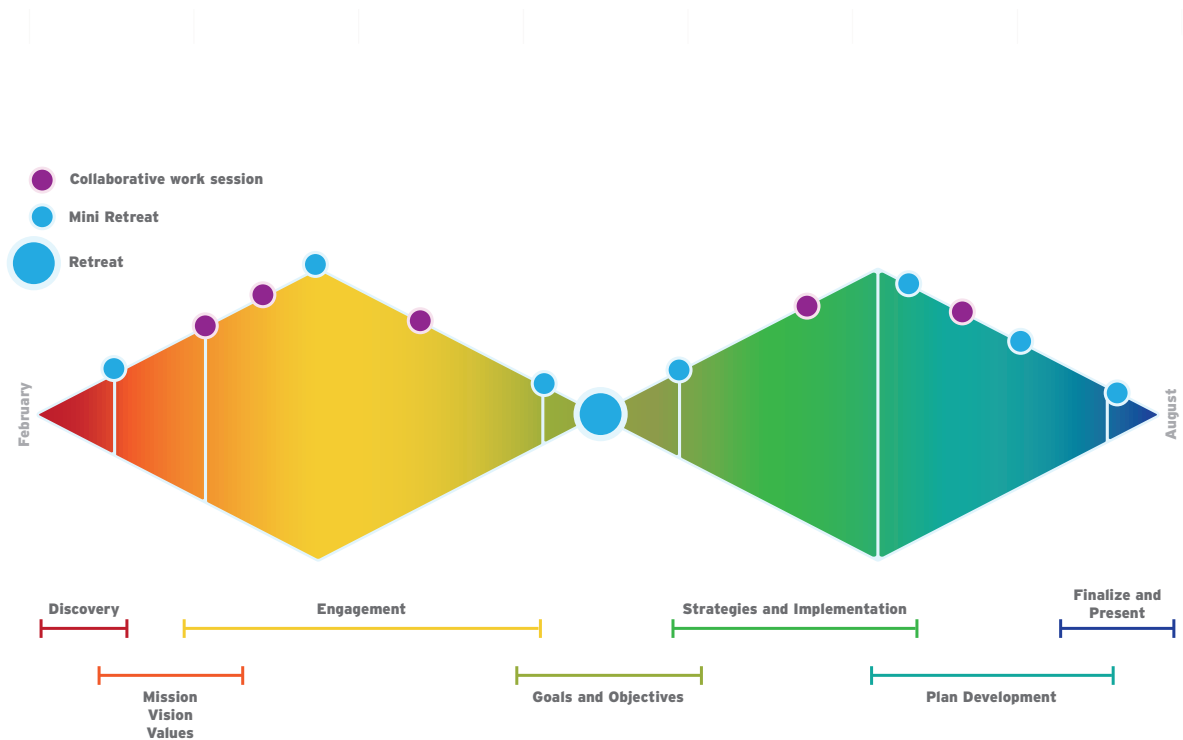 Collaborative work session
Mini Retreat
Retreat
February
August
Discovery
Engagement
Strategies and Implementation
Finalize and
Present
Mission
Vision
Values
Goals and Objectives
Plan Development